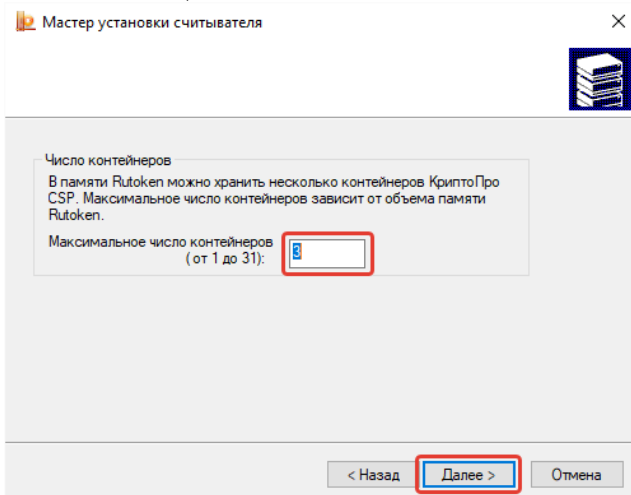 Мастер установки считывателя
Число контейнеров
В памяти Rutoken можно хранить несколько контейнеров КриптоПро
CSP. Максимальное число контейнеров зависит от объема памяти
Rutoken.
Максимальное число контейнеров
( от 1 до 31):
3
< Назад
Далее >
Отмена